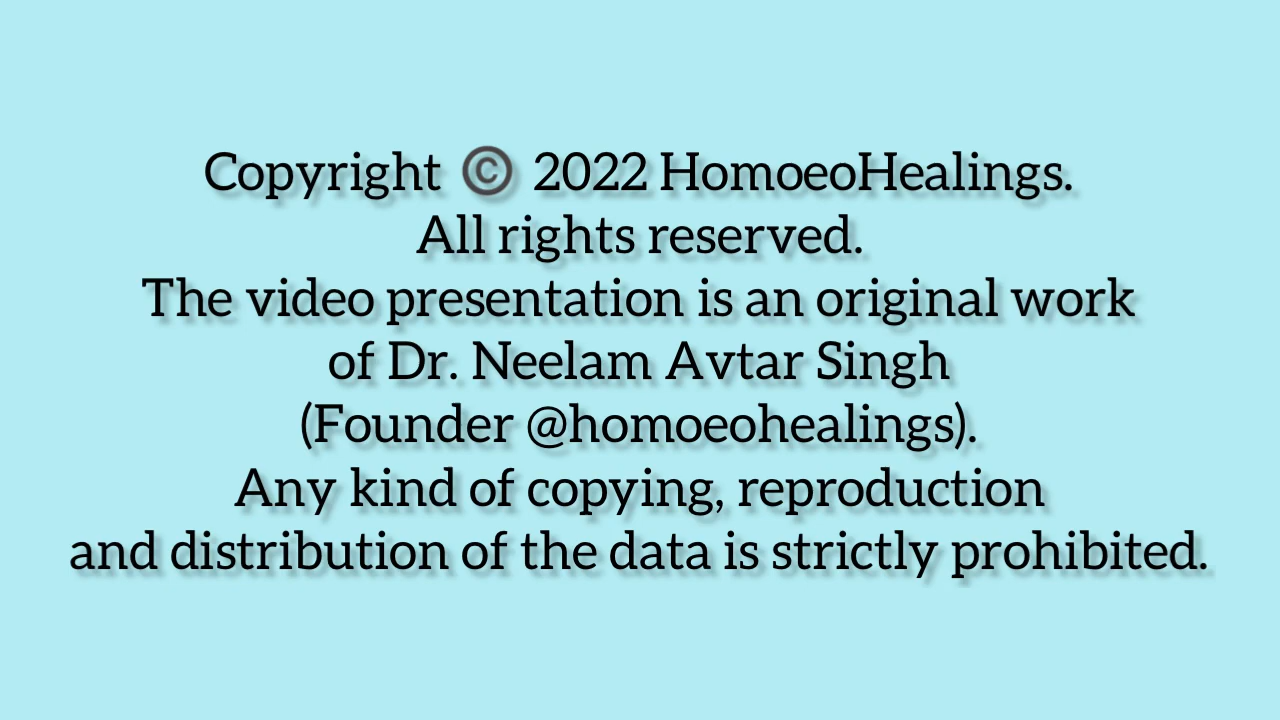 Copyright © 2022 HomoeoHealings.
All rights reserved.
The video presentation is an original work
of Dr. Neelam Avtar Singh
(Founder @homoeohealings).
Any kind of copying, reproduction
and distribution of the data is strictly prohibited.